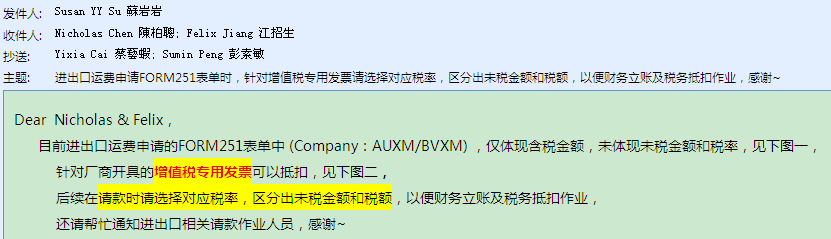 发件人: Susan YY Su 蘇岩岩
收件人: Nicholas Chen 陳柏聰; Felix Jiang 江招生
抄送: Yixia Cai 蔡藝蝦; Sumin Peng 彭素敏
主题: 进出口运费申请FORM251表单时，针对增值税专用发票请选择对应税率，区分出未税金额和税额，以便财务立账及税务抵扣作业，感谢~
Dear Nicholas & Felix，
目前进出口运费申请的FORM251表单中 (Company：AUXM/BVXM) ，仅体现含税金额，未体现未税金额和税率，见下图一，
针对厂商开具的增值税专用发票可以抵扣，见下图二，
后续在请款时请选择对应税率，区分出未税金额和税额，以便财务立账及税务抵扣作业，
还请帮忙通知进出口相关请款作业人员，感谢~